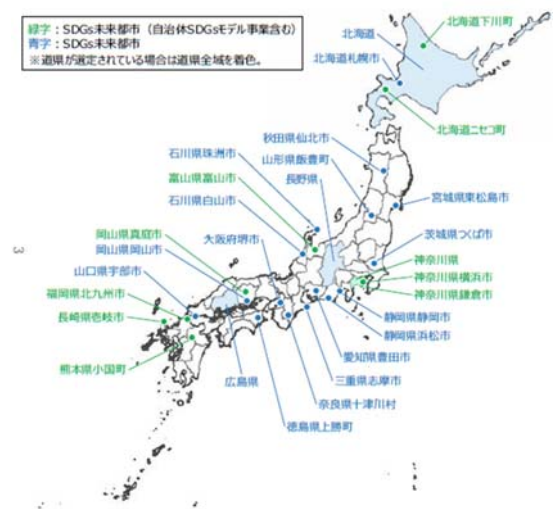 緑字：SDGs未来都市（自治体SDGsモデル事業含む）
青字：SDGs未来都市
※道県が選定されている場合は道県全域を着色。
北海道下川町
北海道
北海道札幌市
北海道ニセコ町
秋田県仙北市
石川県珠洲市
山形県飯豊町
富山県富山市
長野県
宮城県東松島市
石川県白山市
岡山県真庭市
大阪府堺市
茨城県つくば市
岡山県岡山市
神奈川県
山口県宇部市
神奈川県横浜市
福岡県北九州市
神奈川県鎌倉市
長崎県壱岐市
静岡県静岡市
静岡県浜松市
愛知県豊田市
熊本県小国町
広島県
三重県志摩市
奈良県十津川村
徳島県上勝町
3